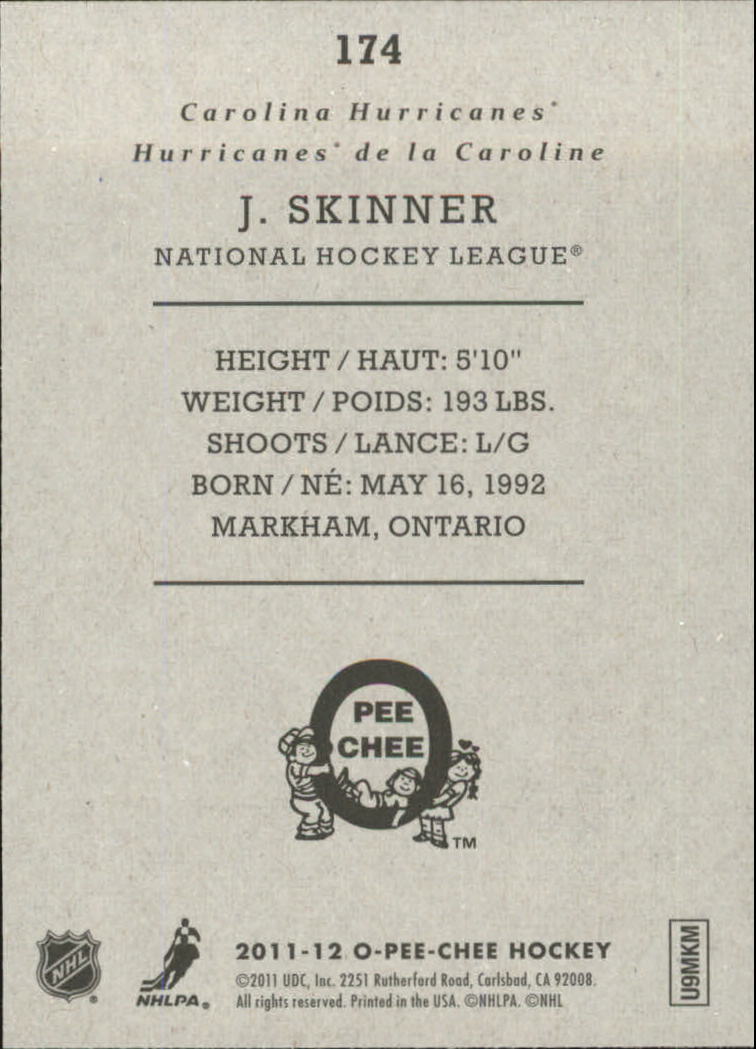 174
Carolina Hurricanes®
Hurricanes® de la Caroline
J. SKINNER
NATIONAL HOCKEY LEAGUE®
HEIGHT / HAUT: 5'10"
WEIGHT / POIDS: 193 LBS.
SHOOTS / LANCE: L/G
BORN / NÉ: MAY 16, 1992
MARKHAM, ONTARIO
O
PEE
CHEE
TM
NHL®
NHLPA®
2011-12 O-PEE-CHEE HOCKEY
©2011 UDC, Inc. 2251 Rutherford Road, Carlsbad, CA 92008.
All rights reserved. Printed in the USA. ©NHLPA. ©NHL
U9MKM